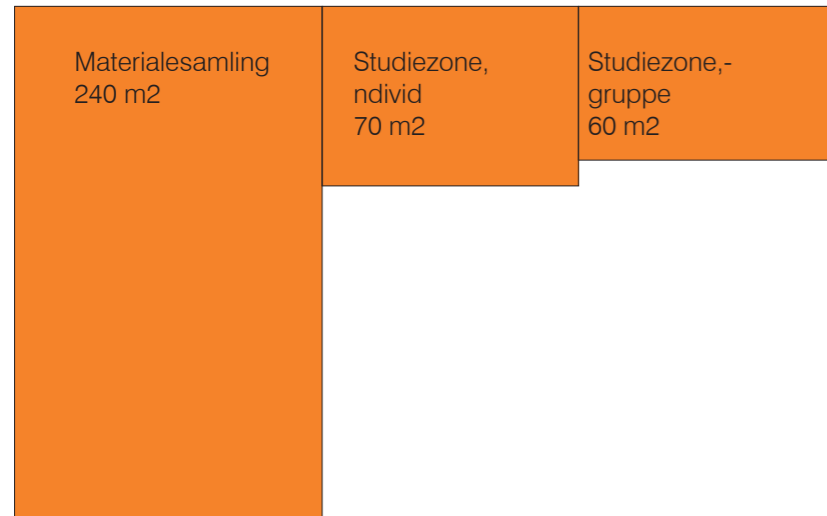 Materialesamling
240 m2
Studiezone,
ndivid
70 m2
Studiezone,-
gruppe
60 m2